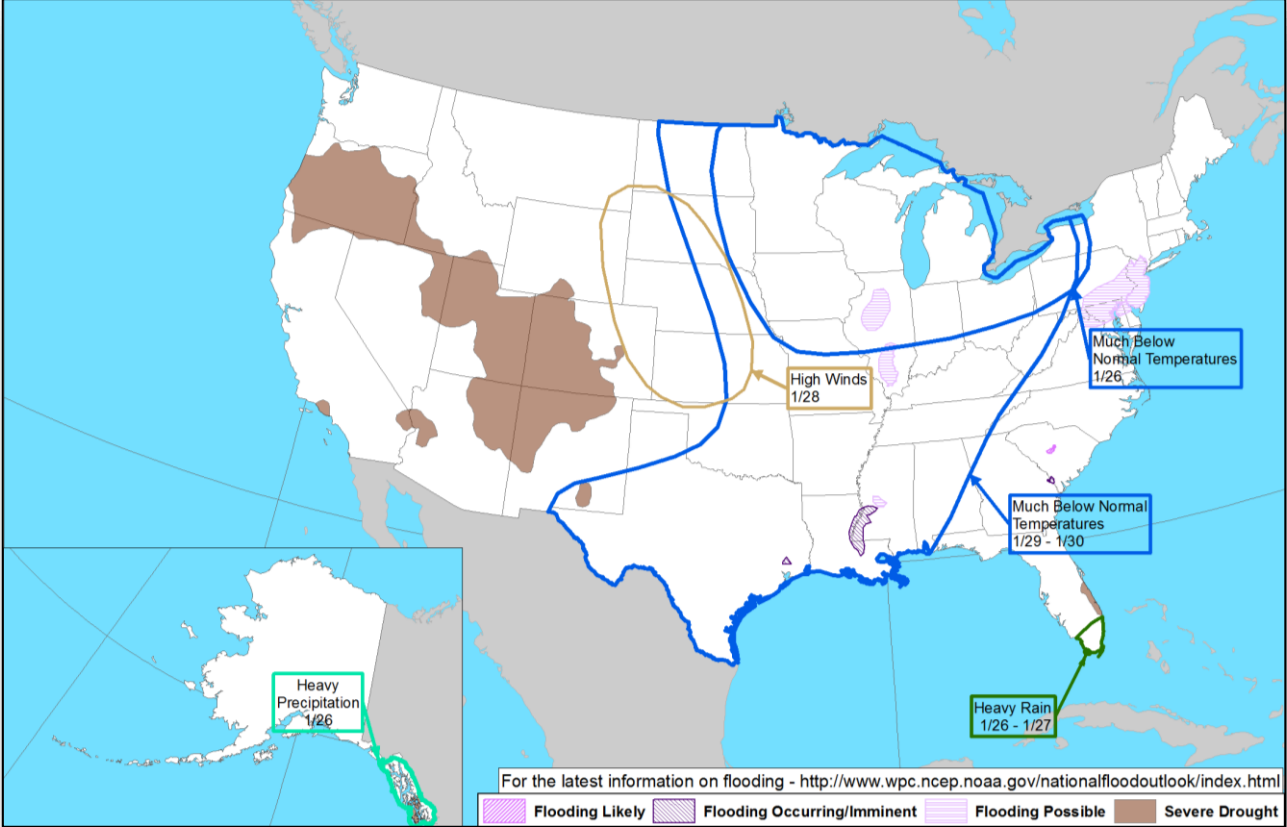 High Winds
1/28
Much Below
Normal Temperatures
1/26
Much Below Normal
Temperatures
1/29 - 1/30
Heavy
Precipitation
1/26
Heavy Rain
1/26 - 1/27
For the latest information on flooding - http://www.wpc.ncep.noaa.gov/nationalfloodoutlook/index.html
Flooding Likely Flooding Occurring/Imminent Flooding Possible Severe Drought